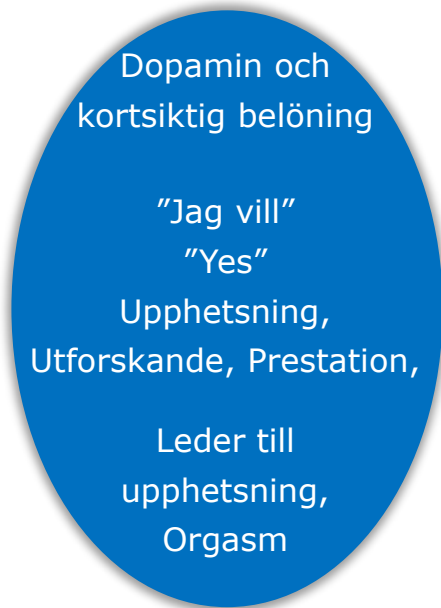 Dopamin och
kortsiktig belöning
”Jag vill”
”Yes”
Upphetsning,
Utforskande, Prestation,
Leder till
upphetsning,
Orgasm